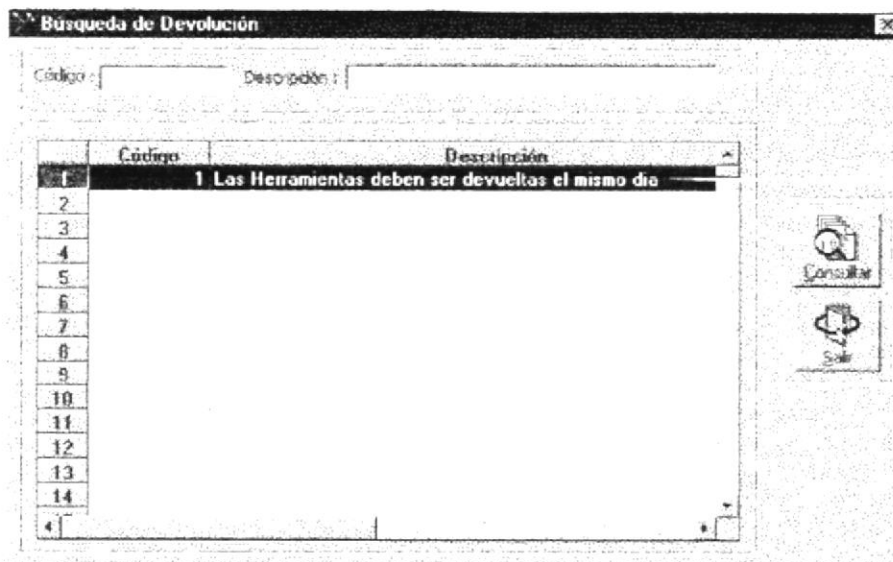 Búsqueda de Devolución
Código : Descripción :
Código Descripción
1 1 Las Herramientas deben ser devueltas el mismo dia
2
3
4
5
6
7
8
9
10
11
12
13
14
Consultar
Salir